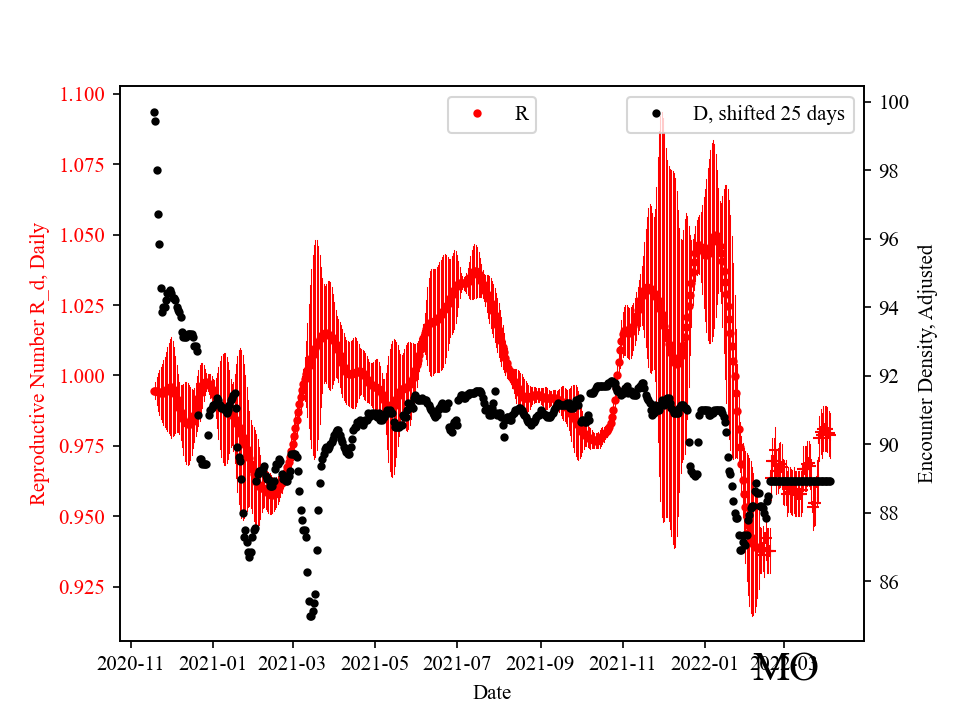 R
D, shifted 25 days
Reproductive Number R_d, Daily
1.100
1.075
1.050
1.025
1.000
0.975
0.950
0.925
100
98
96
94
92
90
88
86
Encounter Density, Adjusted
2020-11 2021-01 2021-03 2021-05 2021-07 2021-09 2021-11 2022-01 2022-03
MO
Date